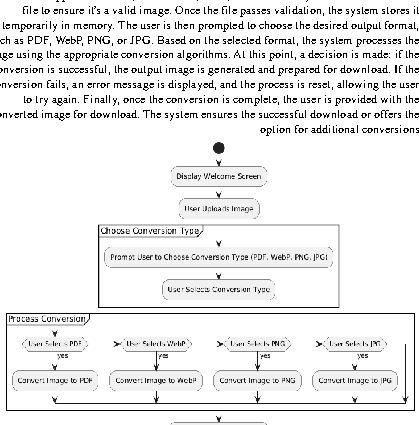 file to ensure it's a valid image. Once the file passes validation, the system stores it
temporarily in memory. The user is then prompted to choose the desired output format,
ch as PDF, WebP, PNG, or JPG. Based on the selected format, the system processes the
ge using the appropriate conversion algorithms. At this point, a decision is made: if the
onversion is successful, the output image is generated and prepared for download. If the
onversion fails, an error message is displayed, and the process is reset, allowing the user
to try again. Finally, once the conversion is complete, the user is provided with the
onverted image for download. The system ensures the successful download or offers the
option for additional conversions
Display Welcome Screen
User Uploads Image
Choose Conversion Type
Prompt User to Choose Conversion Type (PDF, WebP, PNG, JPG)
User Selects Conversion Type
Process Conversion
User Selects PDF User Selects WebP User Selects PNG User Selects JPG
yes yes yes yes
Convert Image to PDF Convert Image to WebP Convert Image to PNG Convert Image to JPG